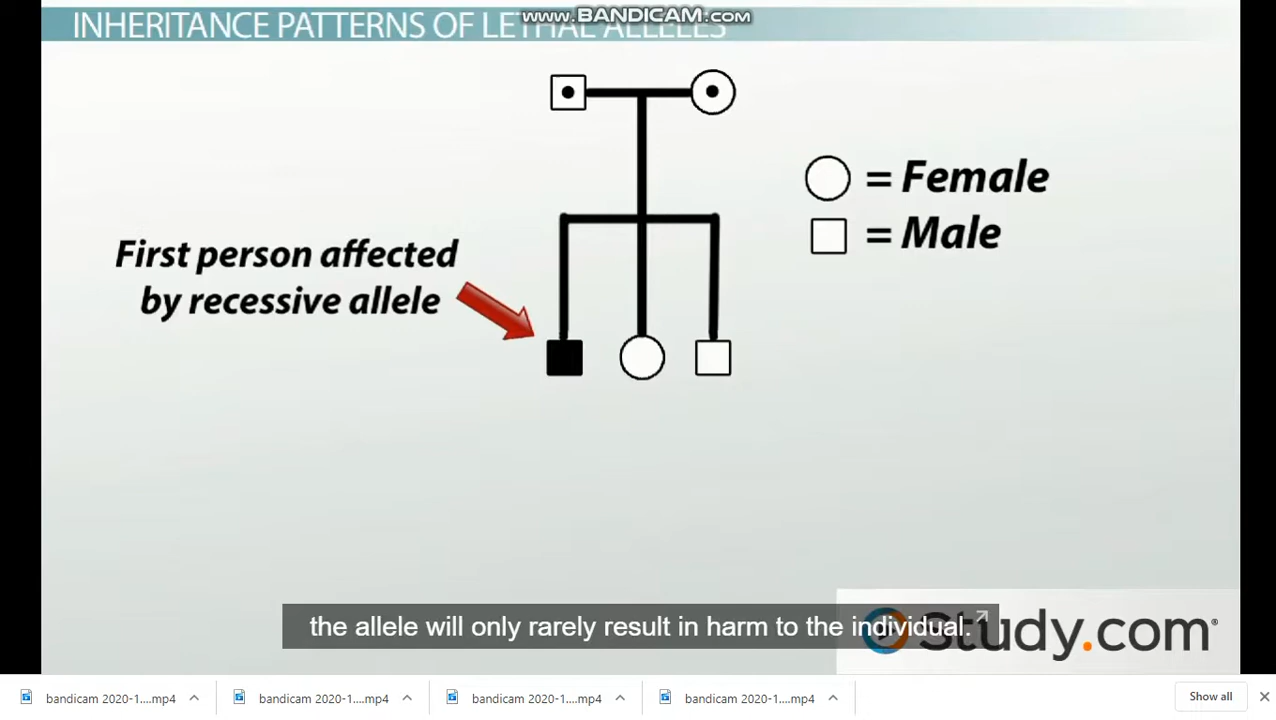 www.BANDICAM.com
INHERITANCE PATTERNS OF LETHAL ALLELES
= Female
= Male
First person affected
by recessive allele
the allele will only rarely result in harm to the individual.
Study.com®
bandicam 2020-1....mp4
bandicam 2020-1....mp4
bandicam 2020-1....mp4
bandicam 2020-1....mp4
Show all